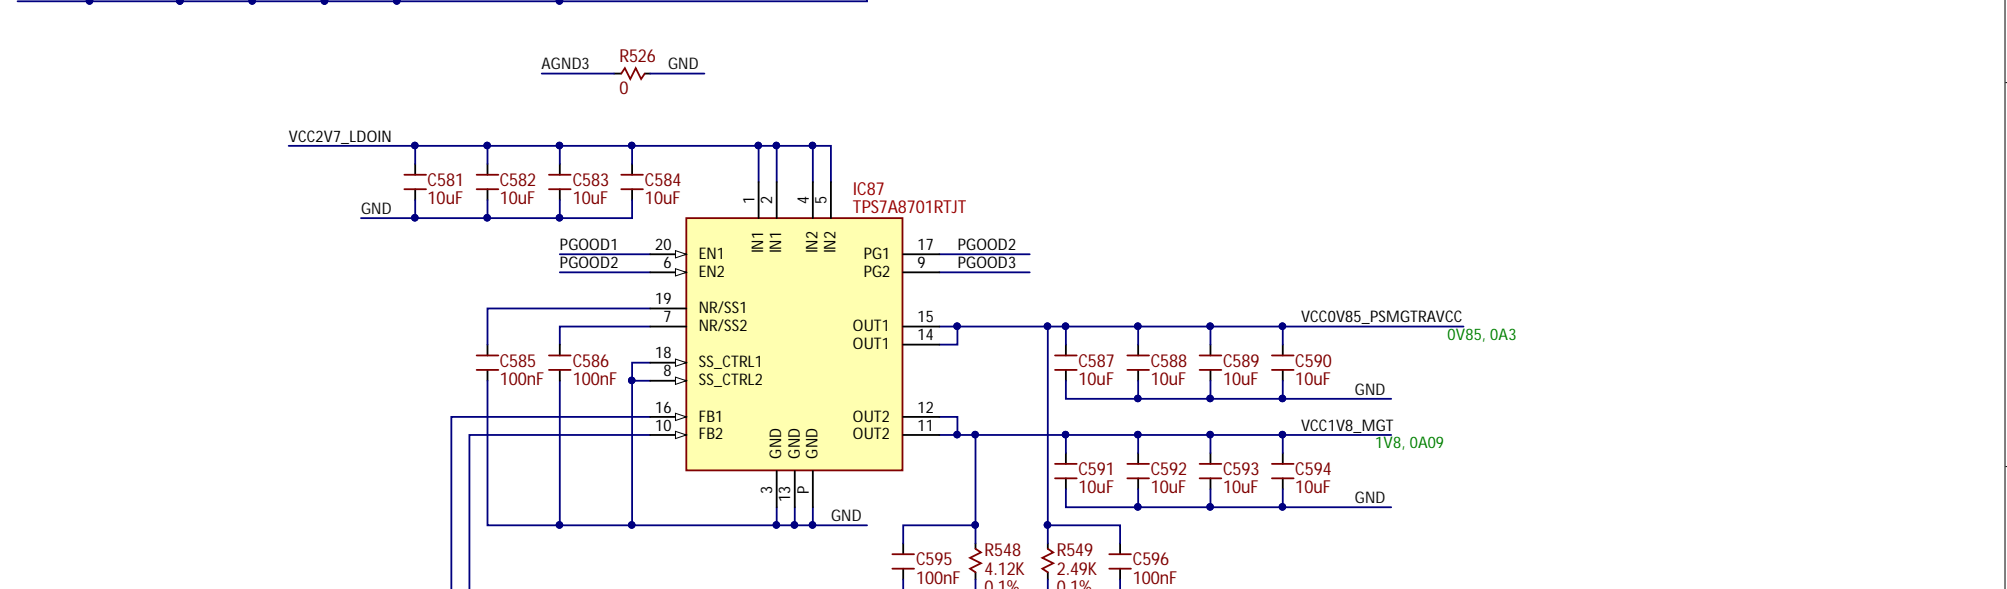 R526
AGND3 GND
0
VCC2V7_LDOIN
C581 C582 C583 C584
10uF 10uF 10uF 10uF
GND
IC87
TPS7A8701RTJT
1 2 4 5
IN1 IN1 IN2 IN2
PGOOD1 20 EN1 PG1 17 PGOOD2
PGOOD2 6 EN2 PG2 9 PGOOD3
19 NR/SS1
7 NR/SS2 OUT1 15 VCC0V85_PSMGTRAVCC
OUT1 14 0V85, 0A3
C585 C586 18 SS_CTRL1 C587 C588 C589 C590
100nF 100nF 8 SS_CTRL2 10uF 10uF 10uF 10uF
GND
16 FB1 OUT2 12 VCC1V8_MGT
10 FB2 OUT2 11 1V8, 0A09
GND GND GND
C591 C592 C593 C594
3 13 P 10uF 10uF 10uF 10uF
GND GND
C595 R548 R549 C596
100nF 4.12K 2.49K 100nF
0.1% 0.1%